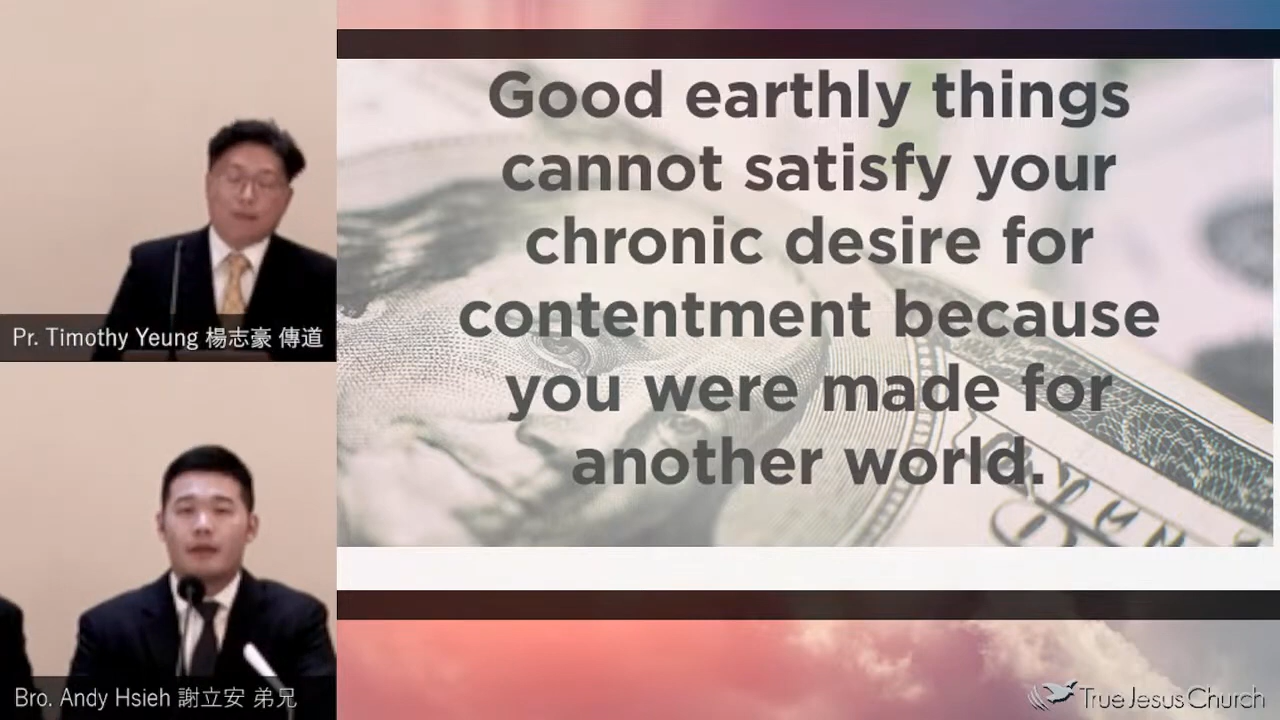 Good earthly things
cannot satisfy your
chronic desire for
contentment because
you were made for
another world.
Pr. Timothy Yeung 楊志豪 傳道
Bro. Andy Hsieh 謝立安 弟兄
True Jesus Church